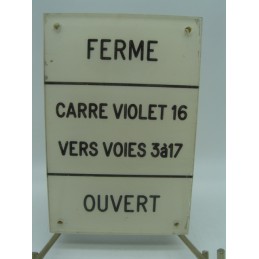 FERME
CARRE VIOLET 16
VERS VOIES 3à17
OUVERT